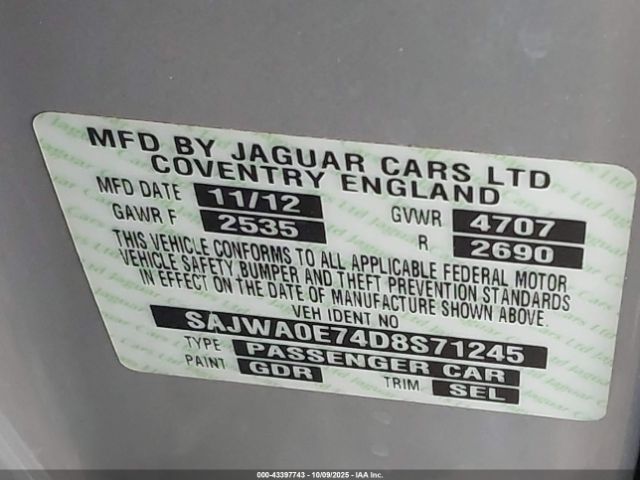 MFD BY JAGUAR CARS LTD
COVENTRY ENGLAND
MFD DATE 11/12
GAWR F 2535 GVWR 4707
R 2690
THIS VEHICLE CONFORMS TO ALL APPLICABLE FEDERAL MOTOR
VEHICLE SAFETY, BUMPER AND THEFT PREVENTION STANDARDS
IN EFFECT ON THE DATE OF MANUFACTURE SHOWN ABOVE.
VEH IDENT NO
SAJWA0E74D8S71245
TYPE PASSENGER CAR
PAINT GDR TRIM SEL
000-43397743 | 10/09/2025 | IAA Inc.